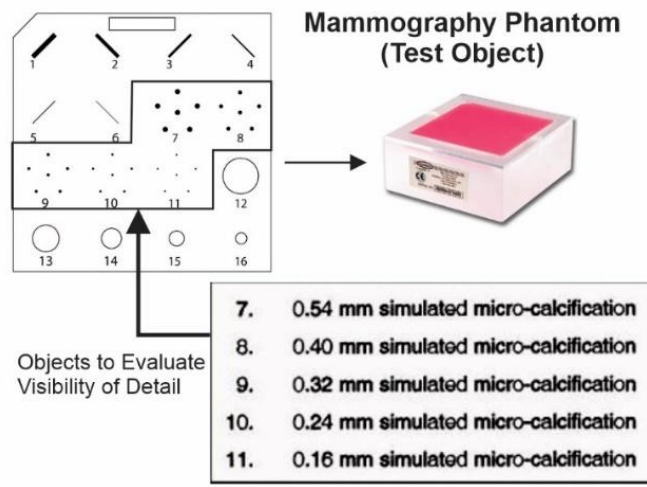 Mammography Phantom
(Test Object)
1 2 3 4
5 6 7 8
9 10 11 12
13 14 15 16
Objects to Evaluate
Visibility of Detail
7. 0.54 mm simulated micro-calcification
8. 0.40 mm simulated micro-calcification
9. 0.32 mm simulated micro-calcification
10. 0.24 mm simulated micro-calcification
11. 0.16 mm simulated micro-calcification